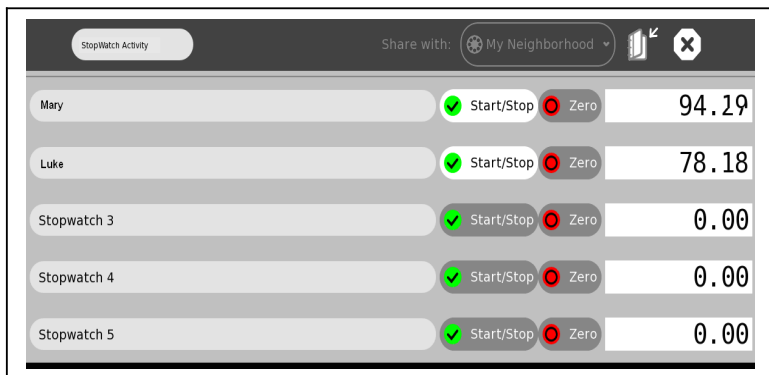 StopWatch Activity Share with: My Neighborhood
Mary Start/Stop Zero 94.29
Luke Start/Stop Zero 78.18
Stopwatch 3 Start/Stop Zero 0.00
Stopwatch 4 Start/Stop Zero 0.00
Stopwatch 5 Start/Stop Zero 0.00